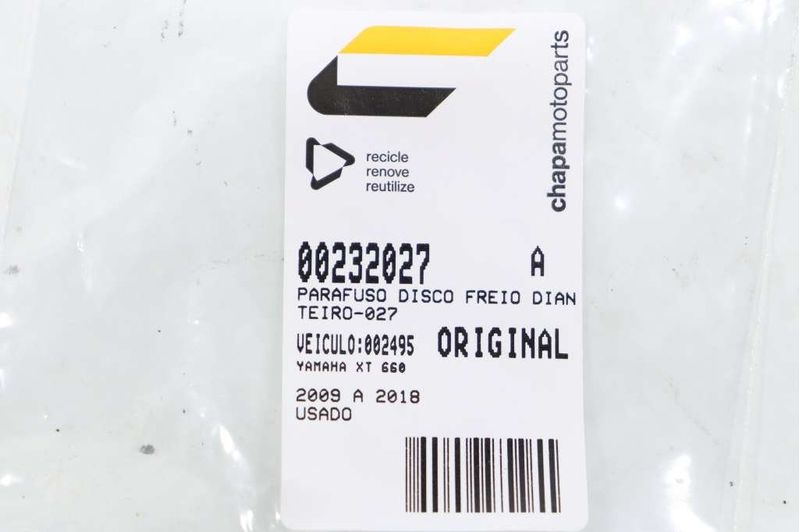 chapamotoparts
recicle
renove
reutilize
00232027 A
PARAFUSO DISCO FREIO DIAN
TEIRO-027
VEICULO:002495 ORIGINAL
YAMAHA XT 660
2009 A 2018
USADO